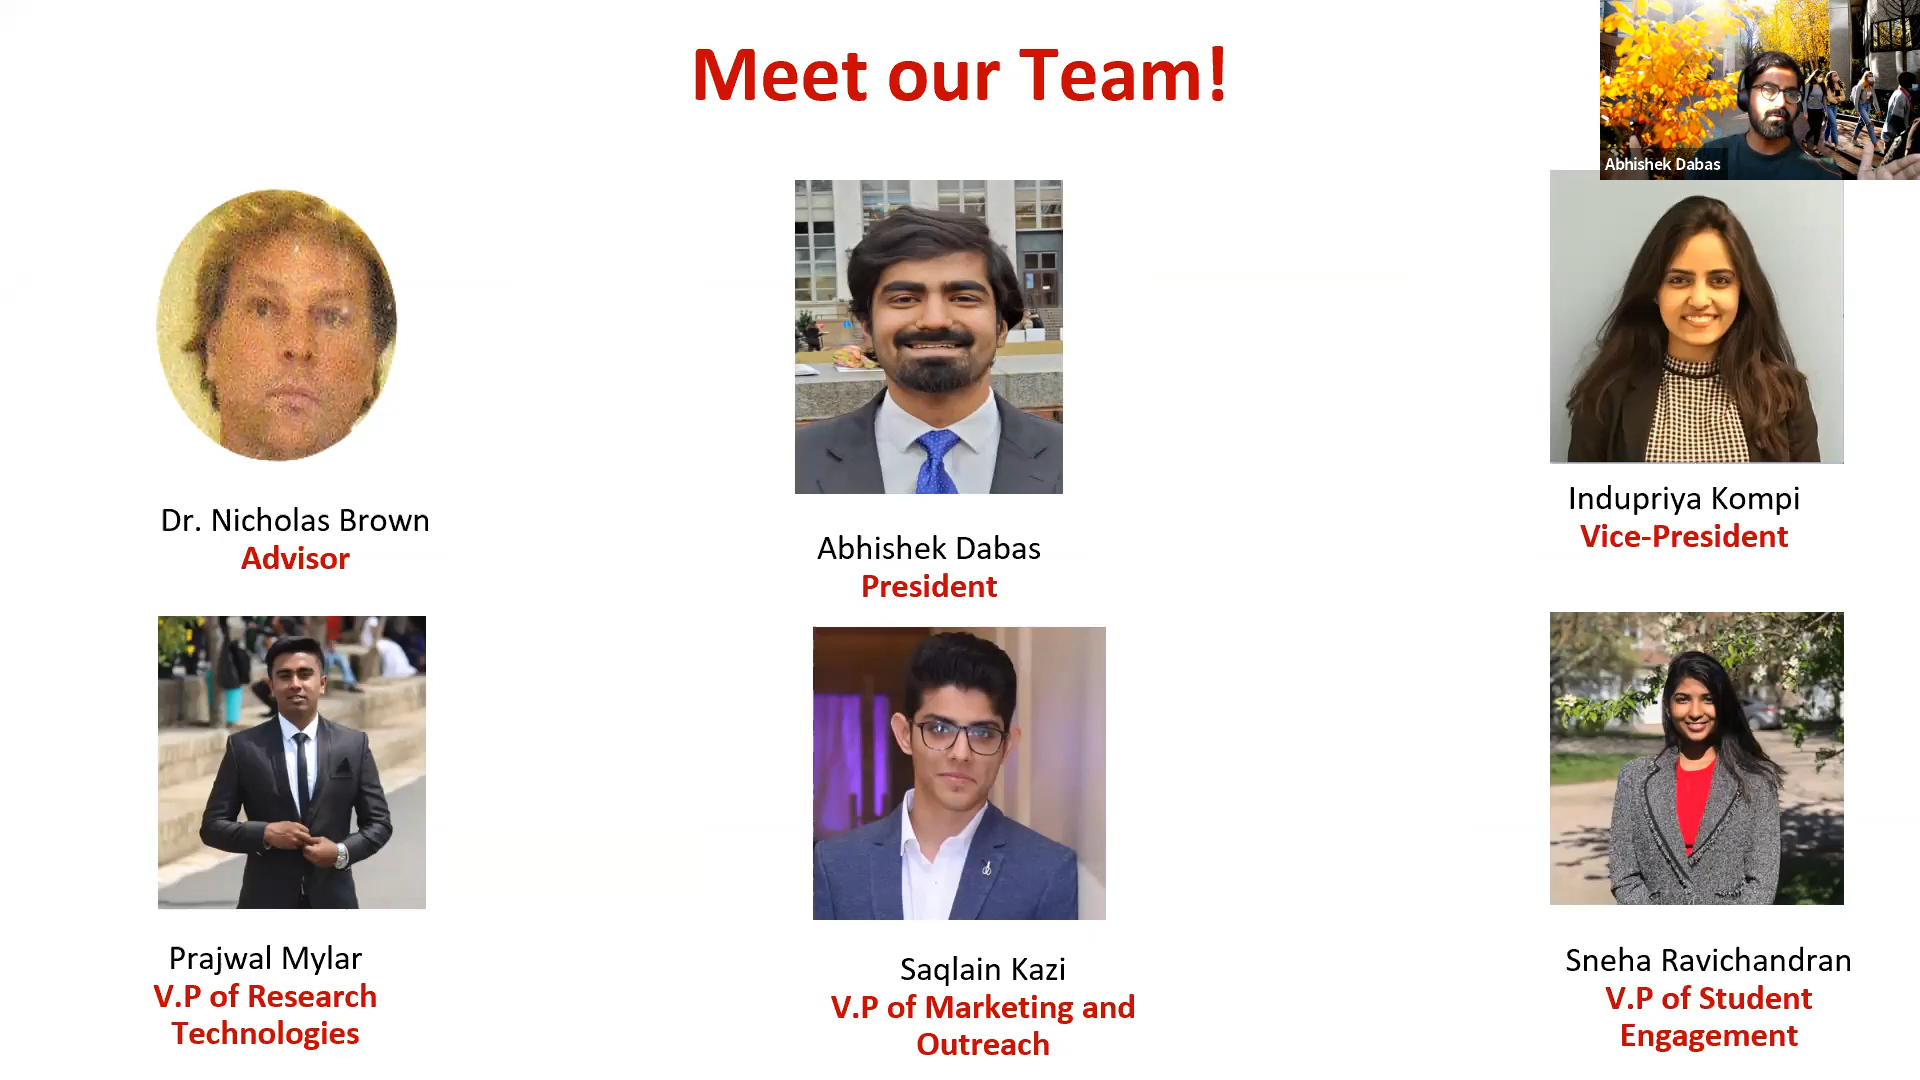 Meet our Team!
Abhishek Dabas
Dr. Nicholas Brown
Advisor
Abhishek Dabas
President
Indupriya Kompi
Vice-President
Prajwal Mylar
V.P of Research
Technologies
Saqlain Kazi
V.P of Marketing and
Outreach
Sneha Ravichandran
V.P of Student
Engagement